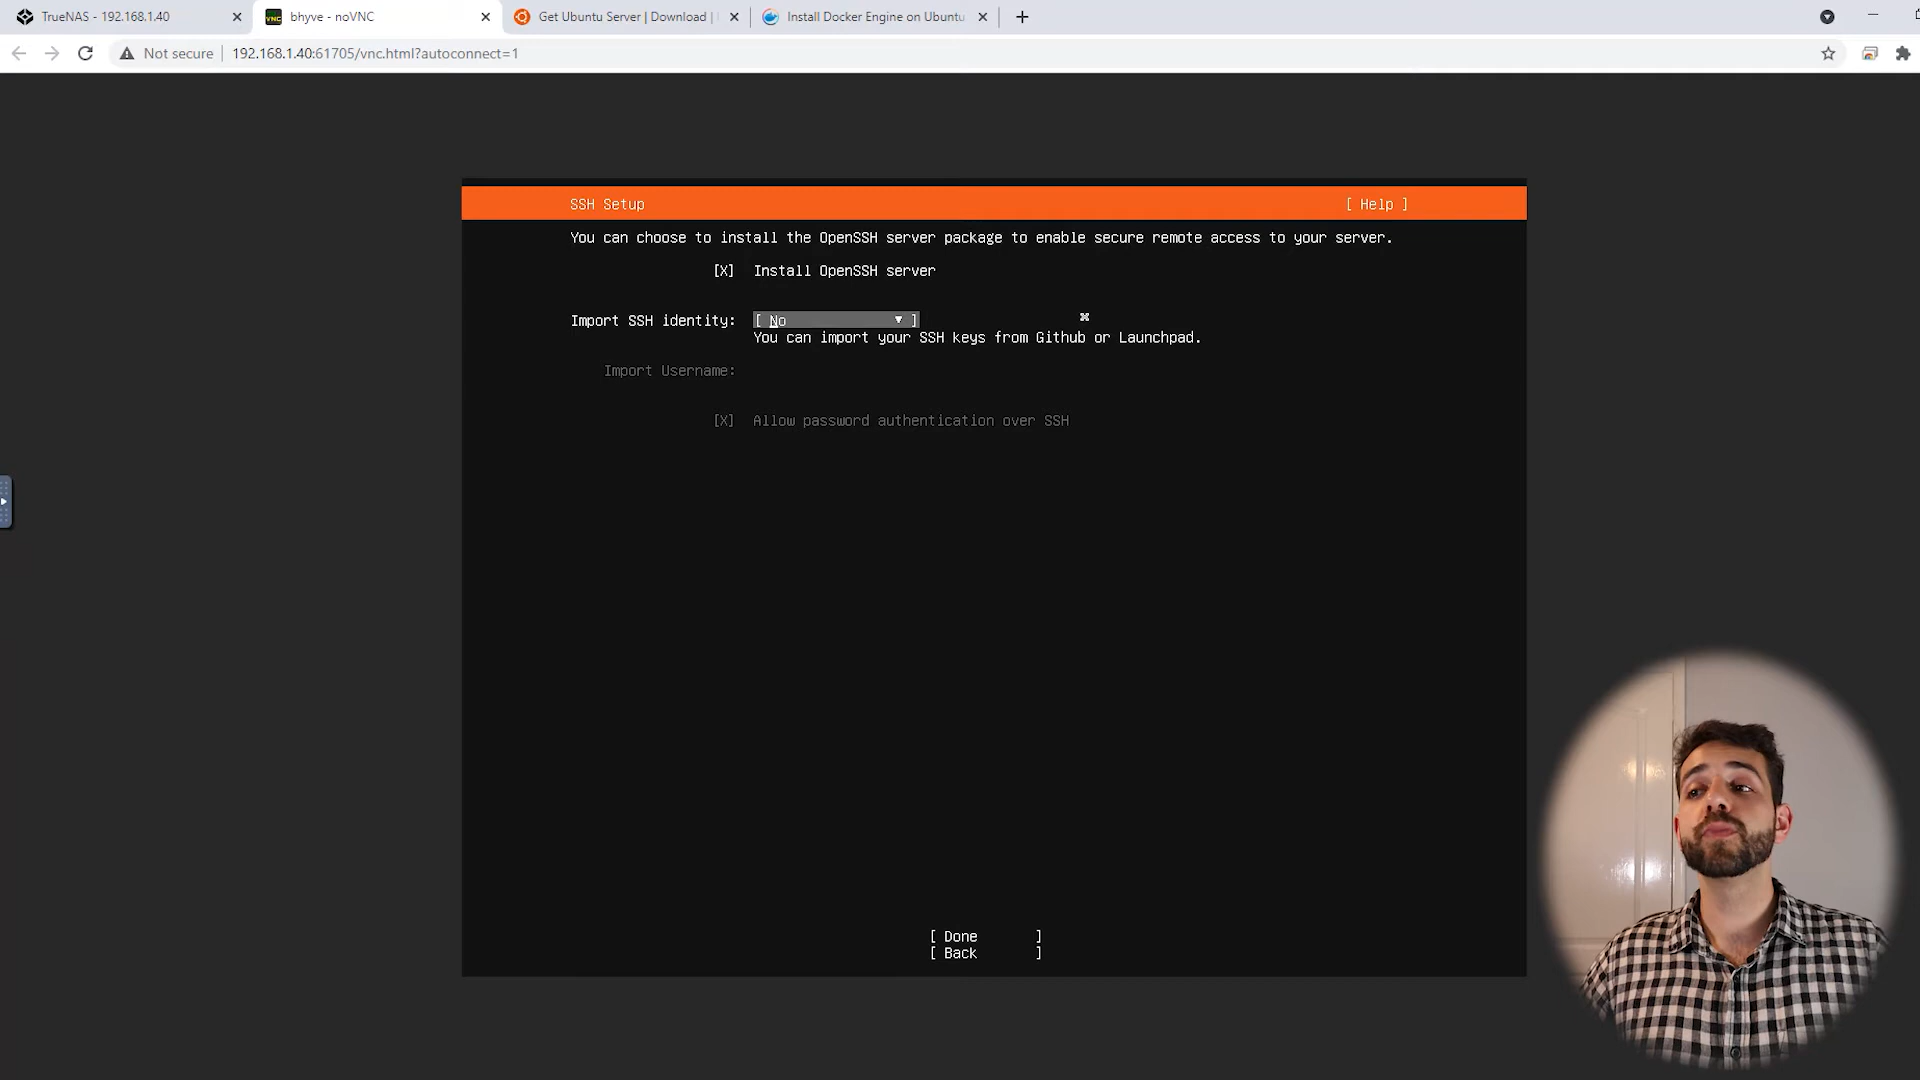 TrueNAS - 192.168.1.40
VNC
bhyve - noVNC
Get Ubuntu Server | Download |
Install Docker Engine on Ubuntu
Not secure
192.168.1.40:61705/vnc.html?autoconnect=1
SSH Setup
[ Help ]
You can choose to install the OpenSSH server package to enable secure remote access to your server.
[X] Install OpenSSH server
Import SSH identity: [ No ▼ ]
You can import your SSH keys from Github or Launchpad.
Import Username:
[X] Allow password authentication over SSH
[ Done ]
[ Back ]